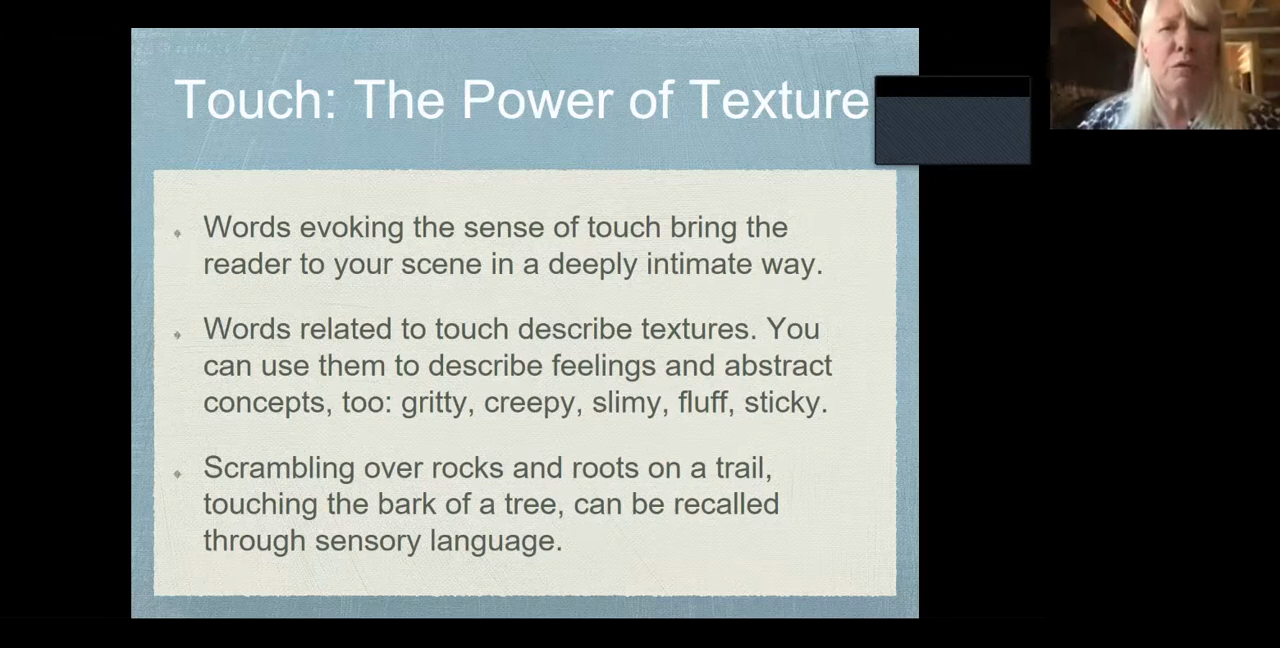 Touch: The Power of Texture
Words evoking the sense of touch bring the
reader to your scene in a deeply intimate way.
Words related to touch describe textures. You
can use them to describe feelings and abstract
concepts, too: gritty, creepy, slimy, fluff, sticky.
Scrambling over rocks and roots on a trail,
touching the bark of a tree, can be recalled
through sensory language.